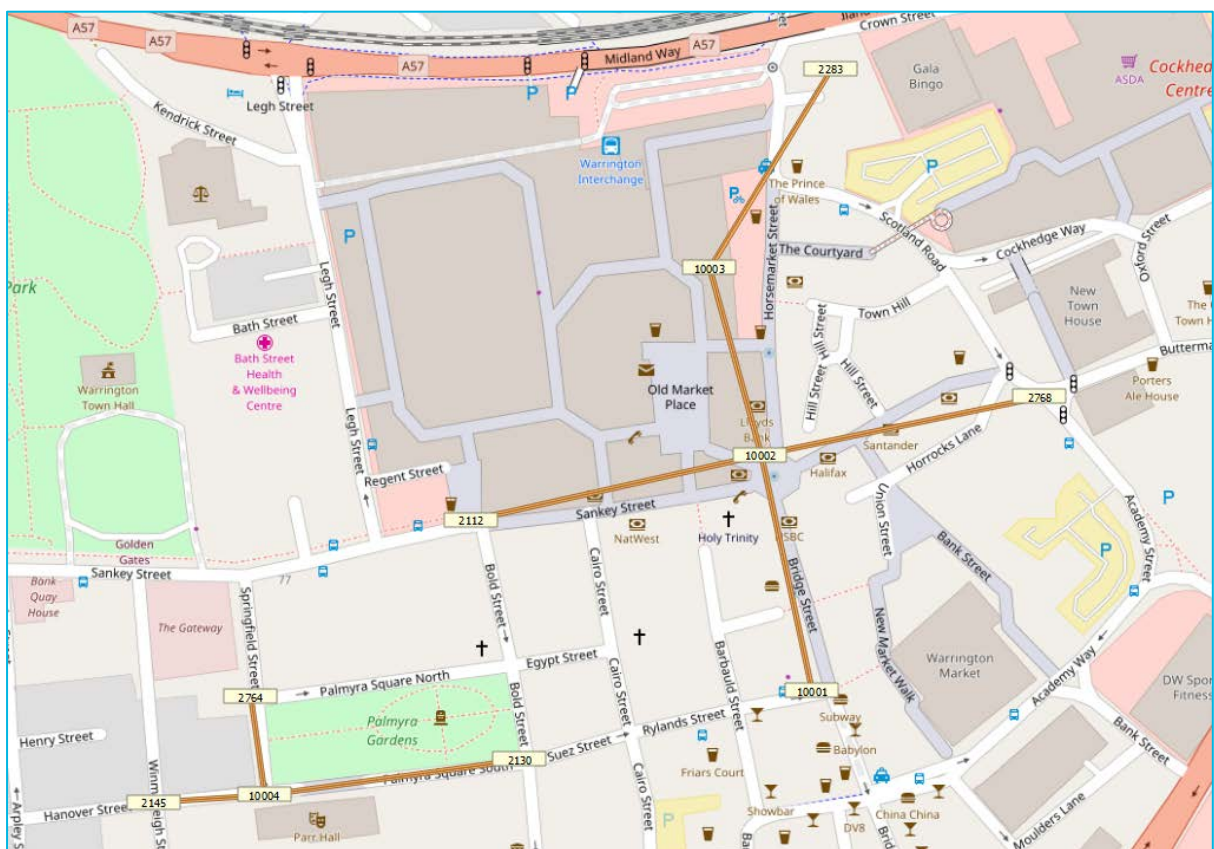 A57
A57
A57
Midland Way
A57
Crown Street
2283
Gala
Bingo
ASDA
Cockhed
Centre
Legh Street
Kendrick Street
P
P
Warrington
Interchange
P
The Prince
of Wales
P
Scotland Road
Cockhedge Way
Oxford Street
The Courtyard
Horsemarket Street
10003
P
Legh Street
Park
Bath Street
Bath Street
Health
& Wellbeing
Centre
Warrington
Town Hall
Town Hill
Hill Street
Hill Street
New
Town
House
The
Town H
Butterma
Porters
Ale House
Old Market
Place
Lloyds
Bank
2768
10002
Santander
Halifax
Horrocks Lane
Legh Street
Regent Street
2112
Sankey Street
NatWest
Holy Trinity
HSBC
Union Street
Academy Street
P
P
Golden
Gates
Sankey Street
77
Bank
Quay
House
The Gateway
Springfield Street
Bold Street
Cairo Street
Bridge Street
Bank Street
New Market Walk
Warrington
Market
Academy Way
DW Spor
Fitness
Egypt Street
Palmyra Square North
2764
Palmyra
Gardens
Bold Street
Cairo Street
Barbauld Street
10001
Subway
Rylands Street
Suez Street
2130
Palmyra Square South
Babylon
Bank Street
Henry Street
Hanover Street
2145
10004
Parr Hall
Arpley S
Cairo Street
P
Friars Court
Showbar
DV8
China China
Moulders Lane